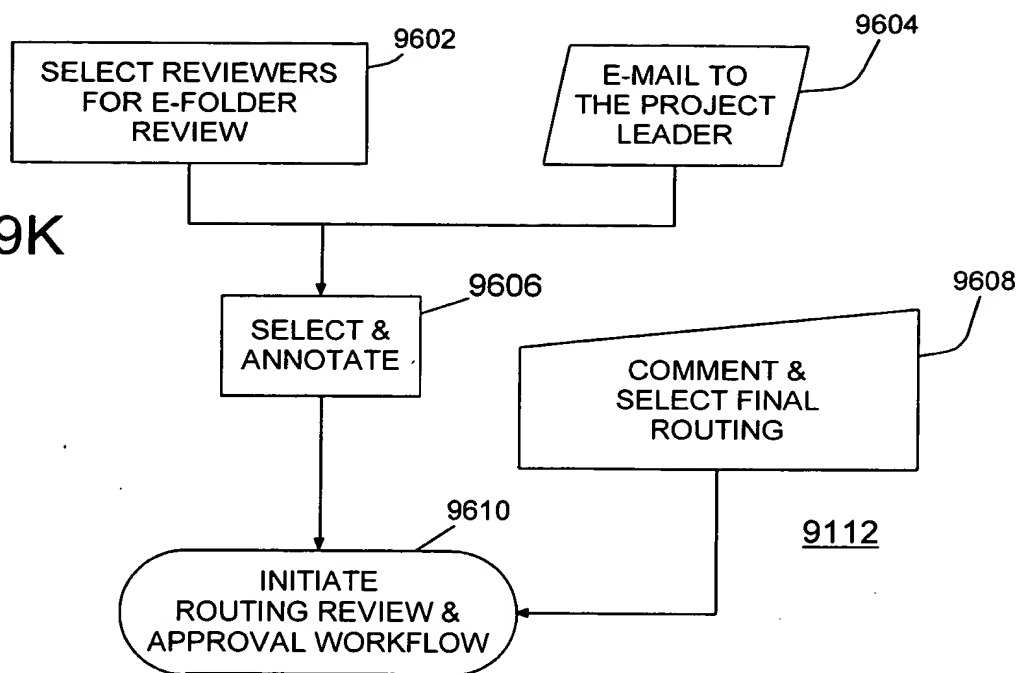 9602
SELECT REVIEWERS
FOR E-FOLDER
REVIEW
9604
E-MAIL TO
THE PROJECT
LEADER
9K
9606
SELECT &
ANNOTATE
9608
COMMENT &
SELECT FINAL
ROUTING
9112
9610
INITIATE
ROUTING REVIEW &
APPROVAL WORKFLOW